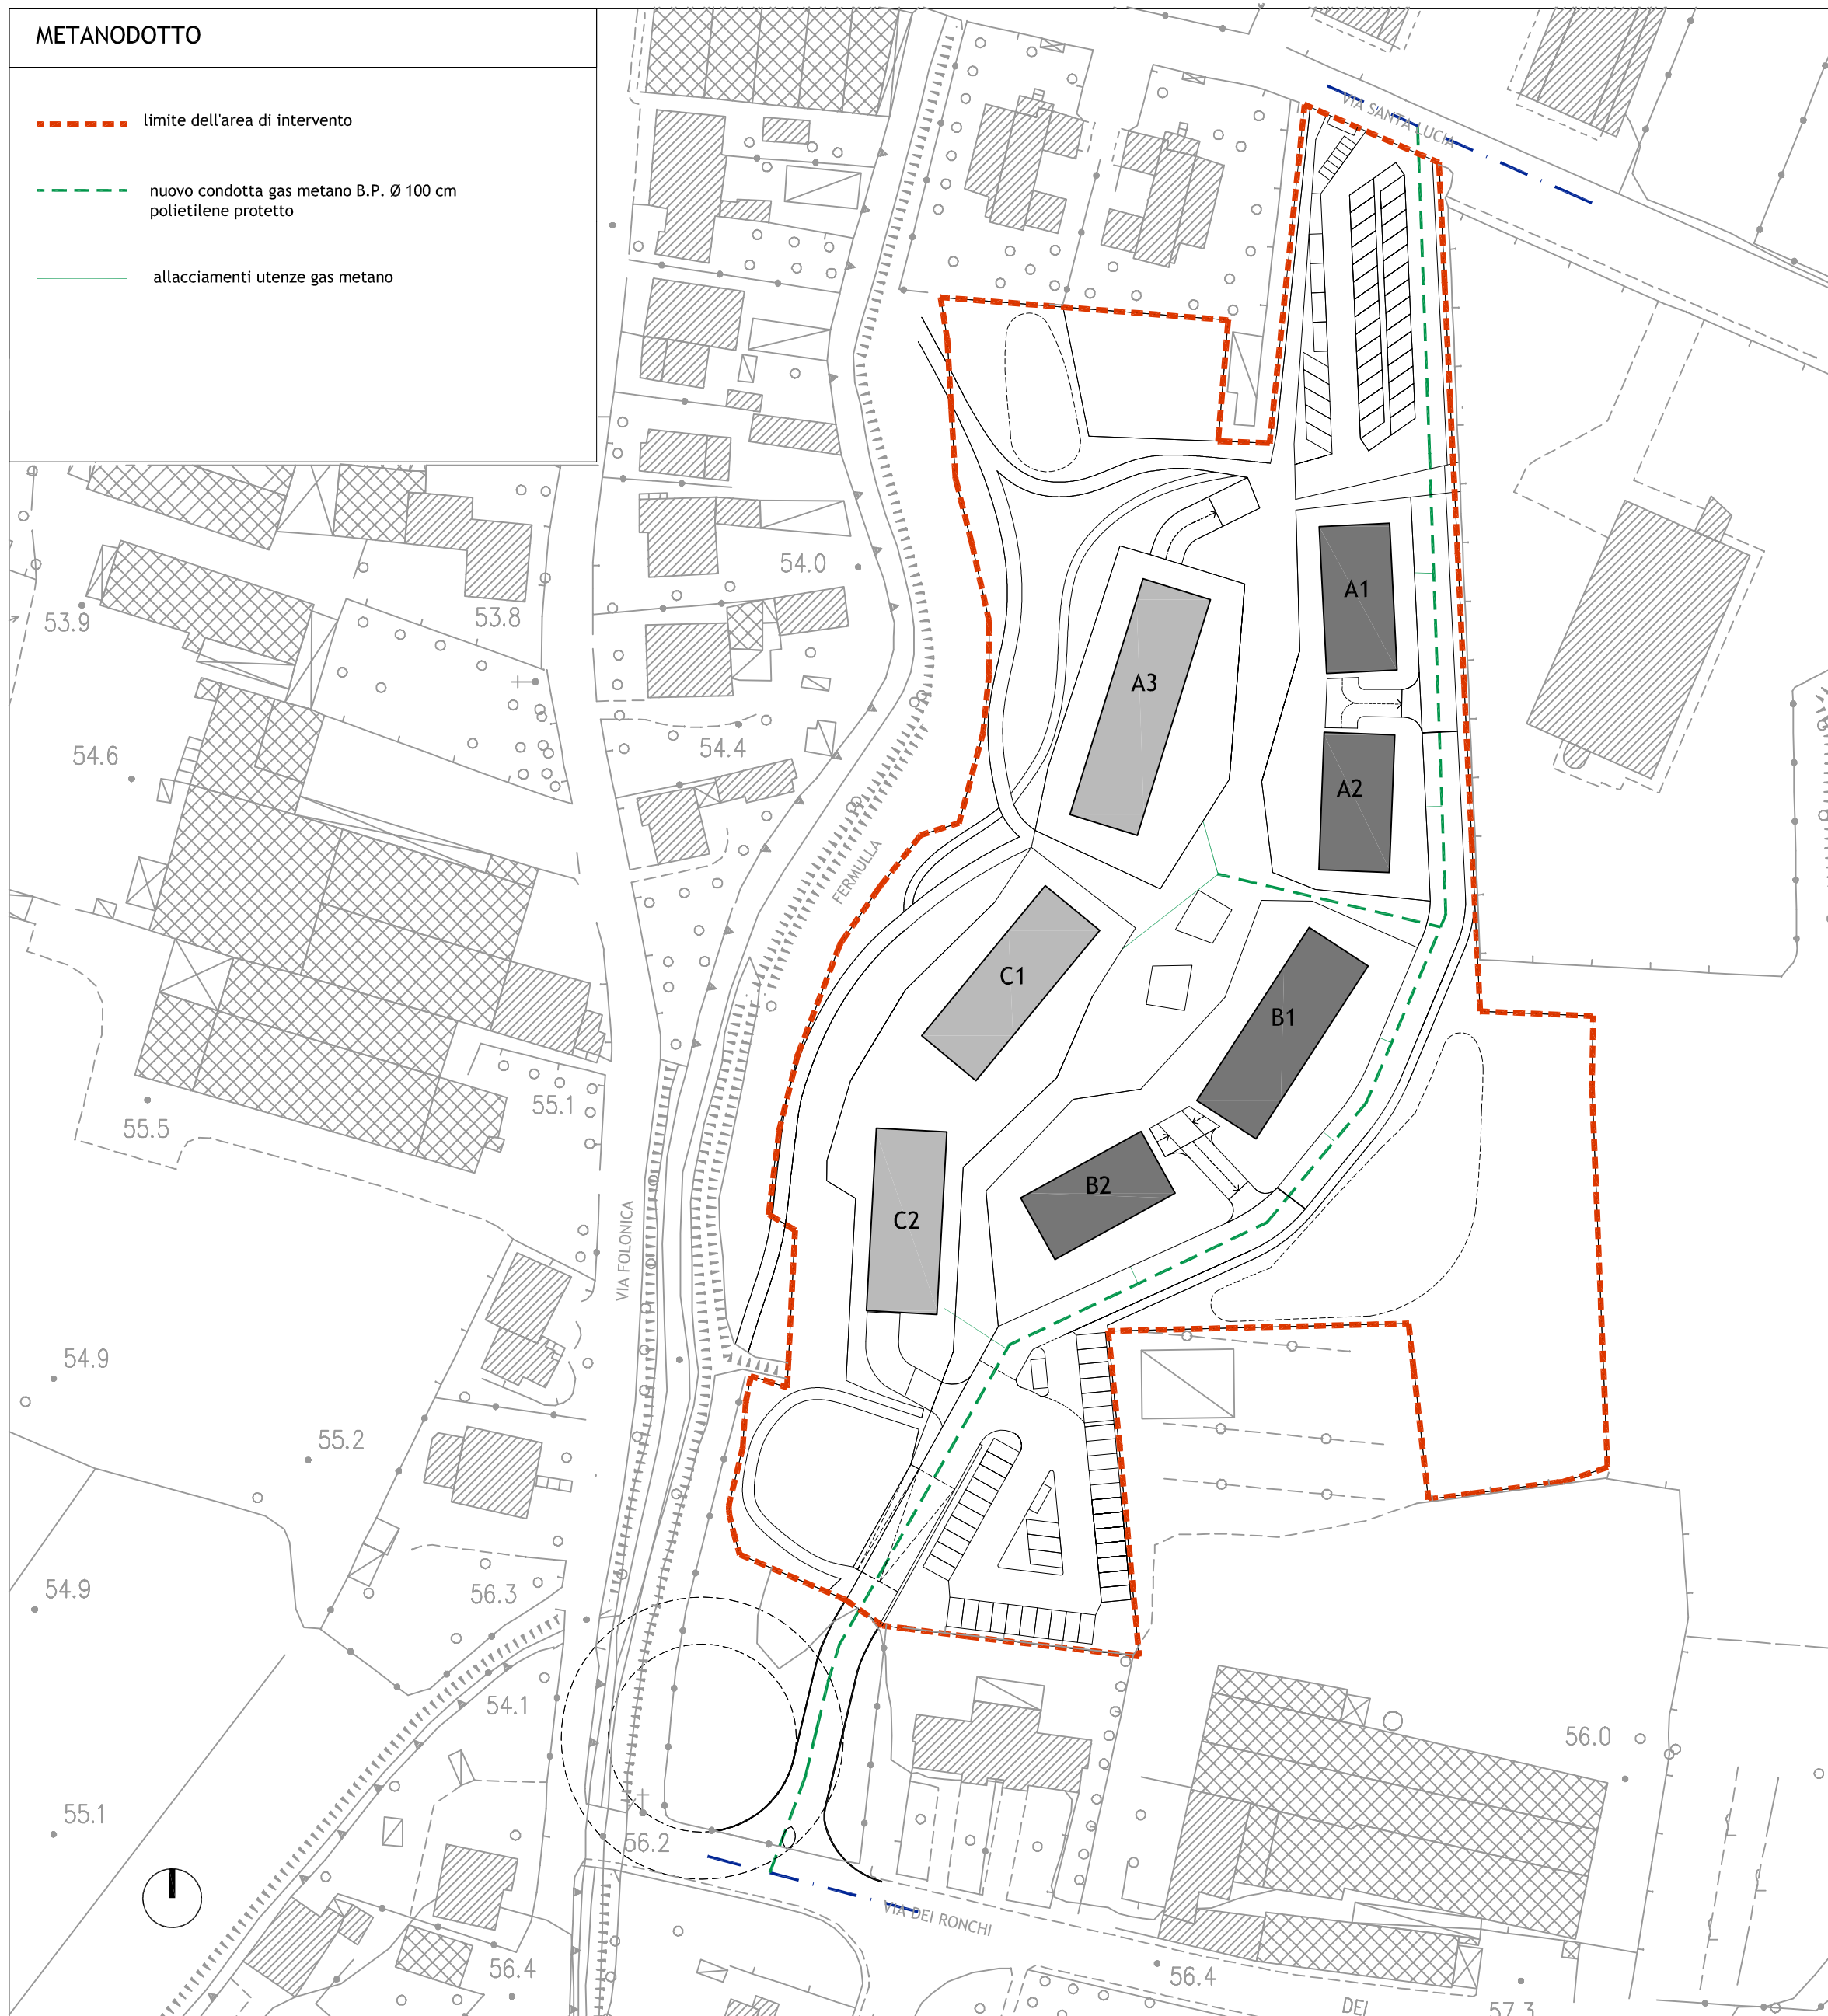 METANODOTTO
limite dell'area di intervento
nuovo condotta gas metano B.P. Ø 100 cm
polietilene protetto
allacciamenti utenze gas metano
VIA SANTA LUCIA
54.0
53.9
53.8
A1
A3
54.6
54.4
A2
FERMULLA
C1
B1
55.1
55.5
B2
C2
VIA FOLONICA
54.9
55.2
54.9
56.3
54.1
56.0
55.1
56.2
VIA DEI RONCHI
56.4
56.4
DEI
57.3